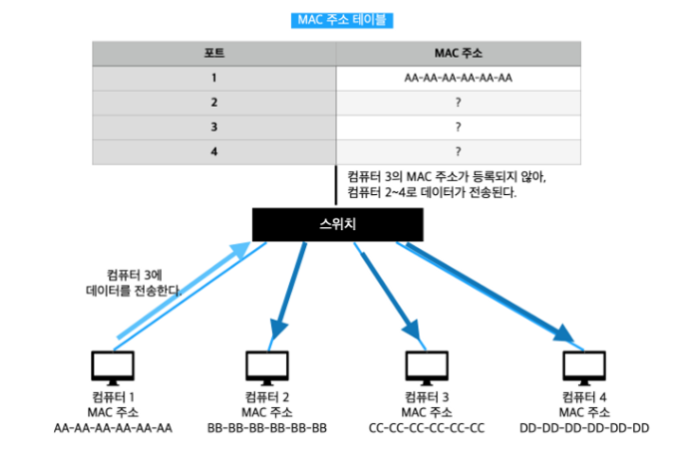 MAC 주소 테이블
포트 MAC 주소
1 AA-AA-AA-AA-AA-AA
2 ?
3 ?
4 ?
컴퓨터 3의 MAC 주소가 등록되지 않아,
컴퓨터 2~4로 데이터가 전송된다.
스위치
컴퓨터 3에
데이터를 전송한다.
컴퓨터 1
MAC 주소
AA-AA-AA-AA-AA-AA
컴퓨터 2
MAC 주소
BB-BB-BB-BB-BB-BB
컴퓨터 3
MAC 주소
CC-CC-CC-CC-CC-CC
컴퓨터 4
MAC 주소
DD-DD-DD-DD-DD-DD